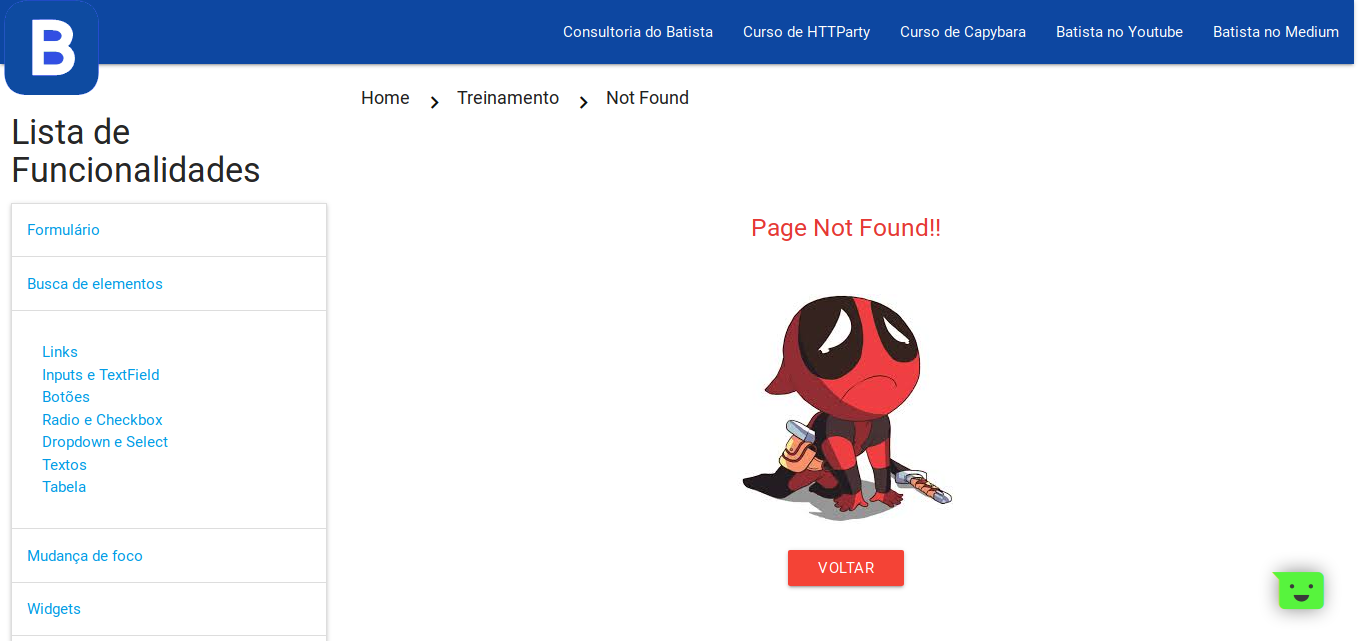 B
Consultoria do Batista Curso de HTTParty Curso de Capybara Batista no Youtube Batista no Medium
Home Treinamento Not Found
Lista de
Funcionalidades
Formulário
Busca de elementos
Links
Inputs e TextField
Botões
Radio e Checkbox
Dropdown e Select
Textos
Tabela
Mudança de foco
Widgets
Page Not Found!!
VOLTAR